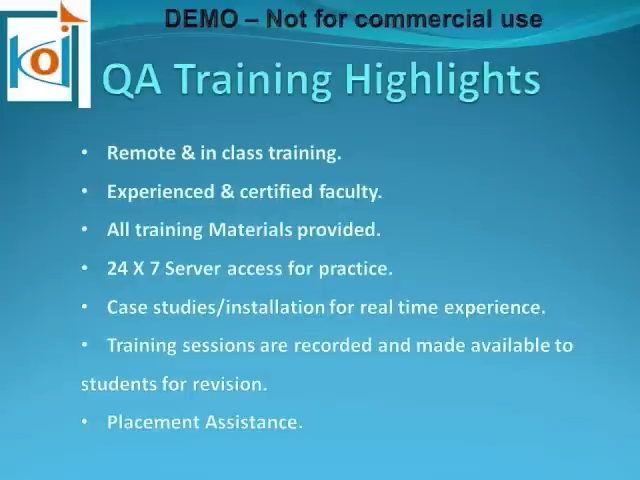 DEMO – Not for commercial use
KOI
QA Training Highlights
• Remote & in class training.
• Experienced & certified faculty.
• All training Materials provided.
• 24 X 7 Server access for practice.
• Case studies/installation for real time experience.
• Training sessions are recorded and made available to
students for revision.
• Placement Assistance.